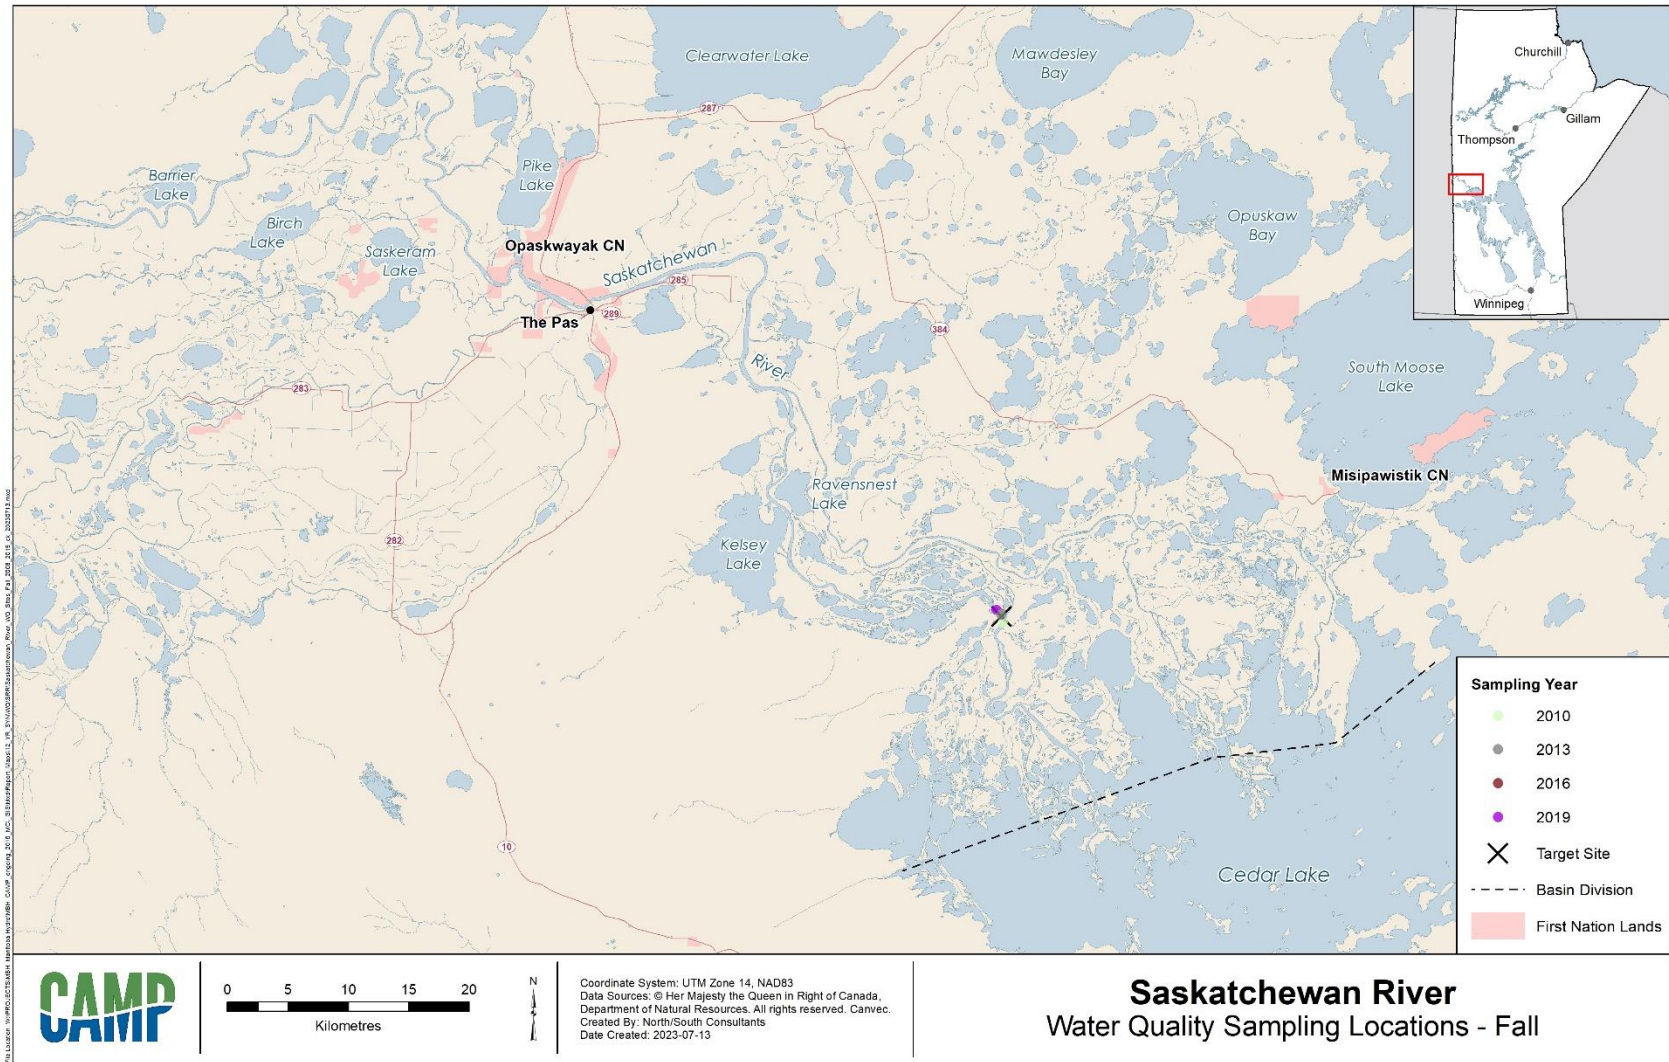 Clearwater Lake
Mawdesley
Bay
Churchill
Gillam
Thompson
Winnipeg
287
Pike
Lake
Barrier
Lake
Birch
Lake
Saskeram
Lake
Opaskwayak CN
Saskatchewan
River
285
The Pas
289
Opuskaw
Bay
384
South Moose
Lake
283
Misipawistik CN
Ravensnest
Lake
Kelsey
Lake
282
10
Cedar Lake
Sampling Year
2010
2013
2016
2019
Target Site
Basin Division
First Nation Lands
CAMP
0 5 10 15 20
Kilometres
N
Coordinate System: UTM Zone 14, NAD83
Data Sources: © Her Majesty the Queen in Right of Canada,
Department of Natural Resources. All rights reserved. Canvec.
Created By: North/South Consultants
Date Created: 2023-07-13
Saskatchewan River
Water Quality Sampling Locations - Fall